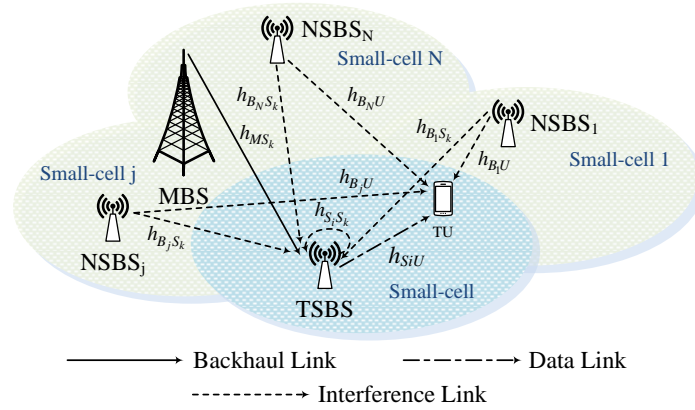 NSBS_N
Small-cell N
h_{B_N S_k}
h_{B_N U}
h_{B_1 S_k}
NSBS_1
h_{MS_k}
h_{B_1 U}
Small-cell 1
Small-cell j
MBS
h_{B_j U}
TU
NSBS_j
h_{B_j S_k}
h_{S_i S_k}
h_{SiU}
TSBS
Small-cell
Backhaul Link
Data Link
Interference Link